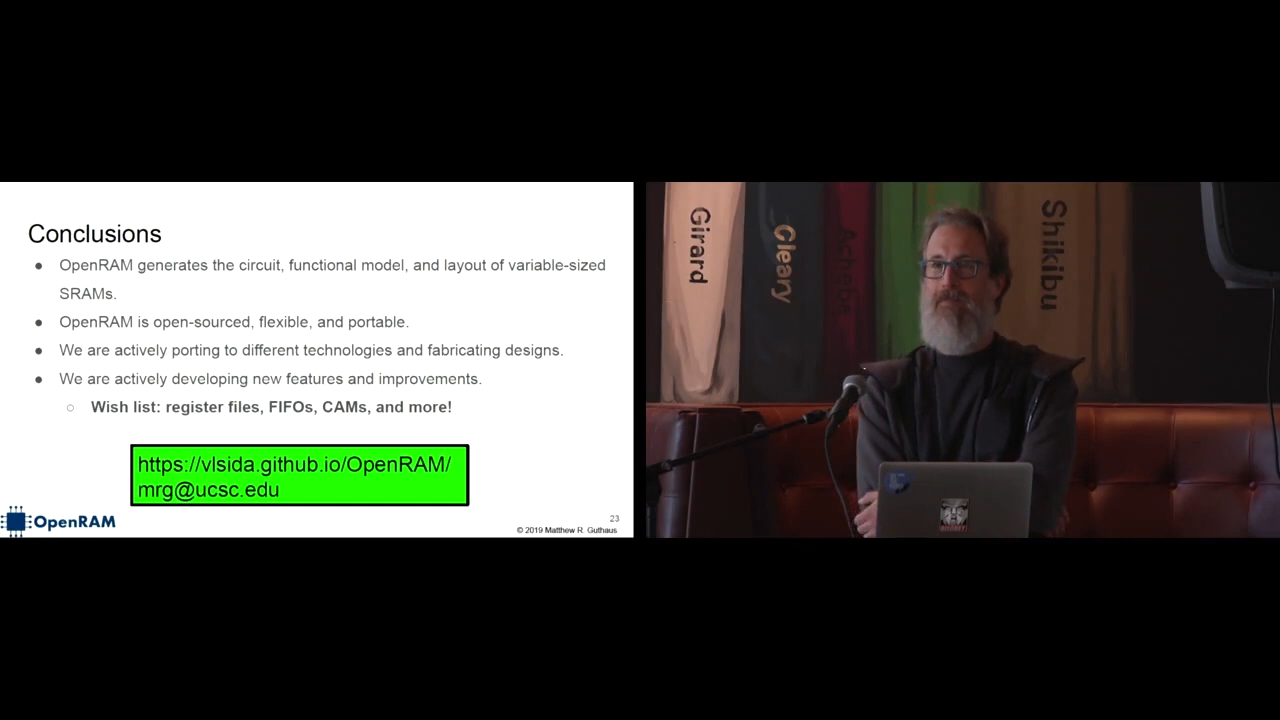 Conclusions
● OpenRAM generates the circuit, functional model, and layout of variable-sized
SRAMs.
● OpenRAM is open-sourced, flexible, and portable.
● We are actively porting to different technologies and fabricating designs.
● We are actively developing new features and improvements.
○ Wish list: register files, FIFOs, CAMs, and more!
https://vlsida.github.io/OpenRAM/
mrg@ucsc.edu
OpenRAM
23
© 2019 Matthew R. Guthaus
Girard
Cleary
Achebe
Shikibu